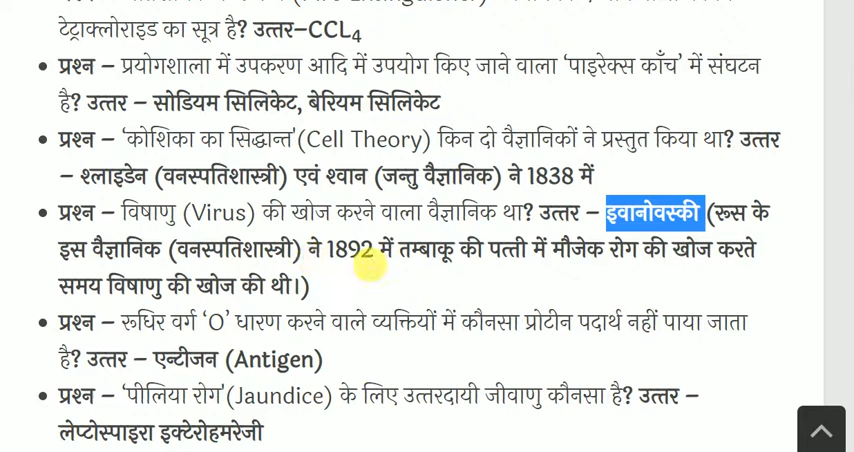 टेट्राक्लोराइड का सूत्र है? उत्तर–CCL4
प्रश्न – प्रयोगशाला में उपकरण आदि में उपयोग किए जाने वाला ‘पाइरेक्स काँच’ में संघटन
है? उत्तर – सोडियम सिलिकेट, बेरियम सिलिकेट
प्रश्न – ‘कोशिका का सिद्धान्त'(Cell Theory) किन दो वैज्ञानिकों ने प्रस्तुत किया था? उत्तर
– श्लाइडेन (वनस्पतिशास्त्री) एवं श्वान (जन्तु वैज्ञानिक) ने 1838 में
प्रश्न – विषाणु (Virus) की खोज करने वाला वैज्ञानिक था? उत्तर – इवानोवस्की (रूस के
इस वैज्ञानिक (वनस्पतिशास्त्री) ने 1892 में तम्बाकू की पत्ती में मौजेक रोग की खोज करते
समय विषाणु की खोज की थी।)
प्रश्न – रूधिर वर्ग ‘O’ धारण करने वाले व्यक्तियों में कौनसा प्रोटीन पदार्थ नहीं पाया जाता
है? उत्तर – एन्टीजन (Antigen)
प्रश्न – ‘पीलिया रोग'(Jaundice) के लिए उत्तरदायी जीवाणु कौनसा है? उत्तर –
लेप्टोस्पाइरा इक्टेरोहमरेजी